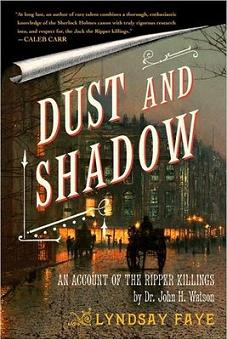 "At long last, an author of rare talent combines a thorough, enthusiastic
knowledge of the Sherlock Holmes canon with truly rigorous research
into, and respect for, the Jack the Ripper killings."
—CALEB CARR
DUST AND
SHADOW
AN ACCOUNT OF THE RIPPER KILLINGS
by Dr. John H. Watson
LYNDSAY FAYE